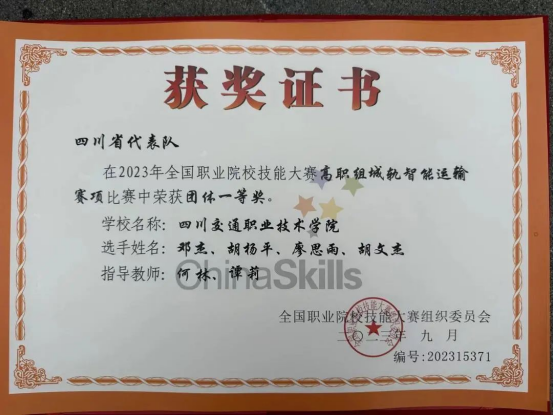 获奖证书
四川省代表队
在2023年全国职业院校技能大赛高职组城轨智能运输
赛项比赛中荣获团体一等奖。
学校名称：四川交通职业技术学院
选手姓名：邓杰、胡杨平、廖思雨、胡文杰
指导教师：何林、谭莉
ChinaSkills
全国职业院校技能大赛组织委员会
二〇二三年 九 月
编号:202315371